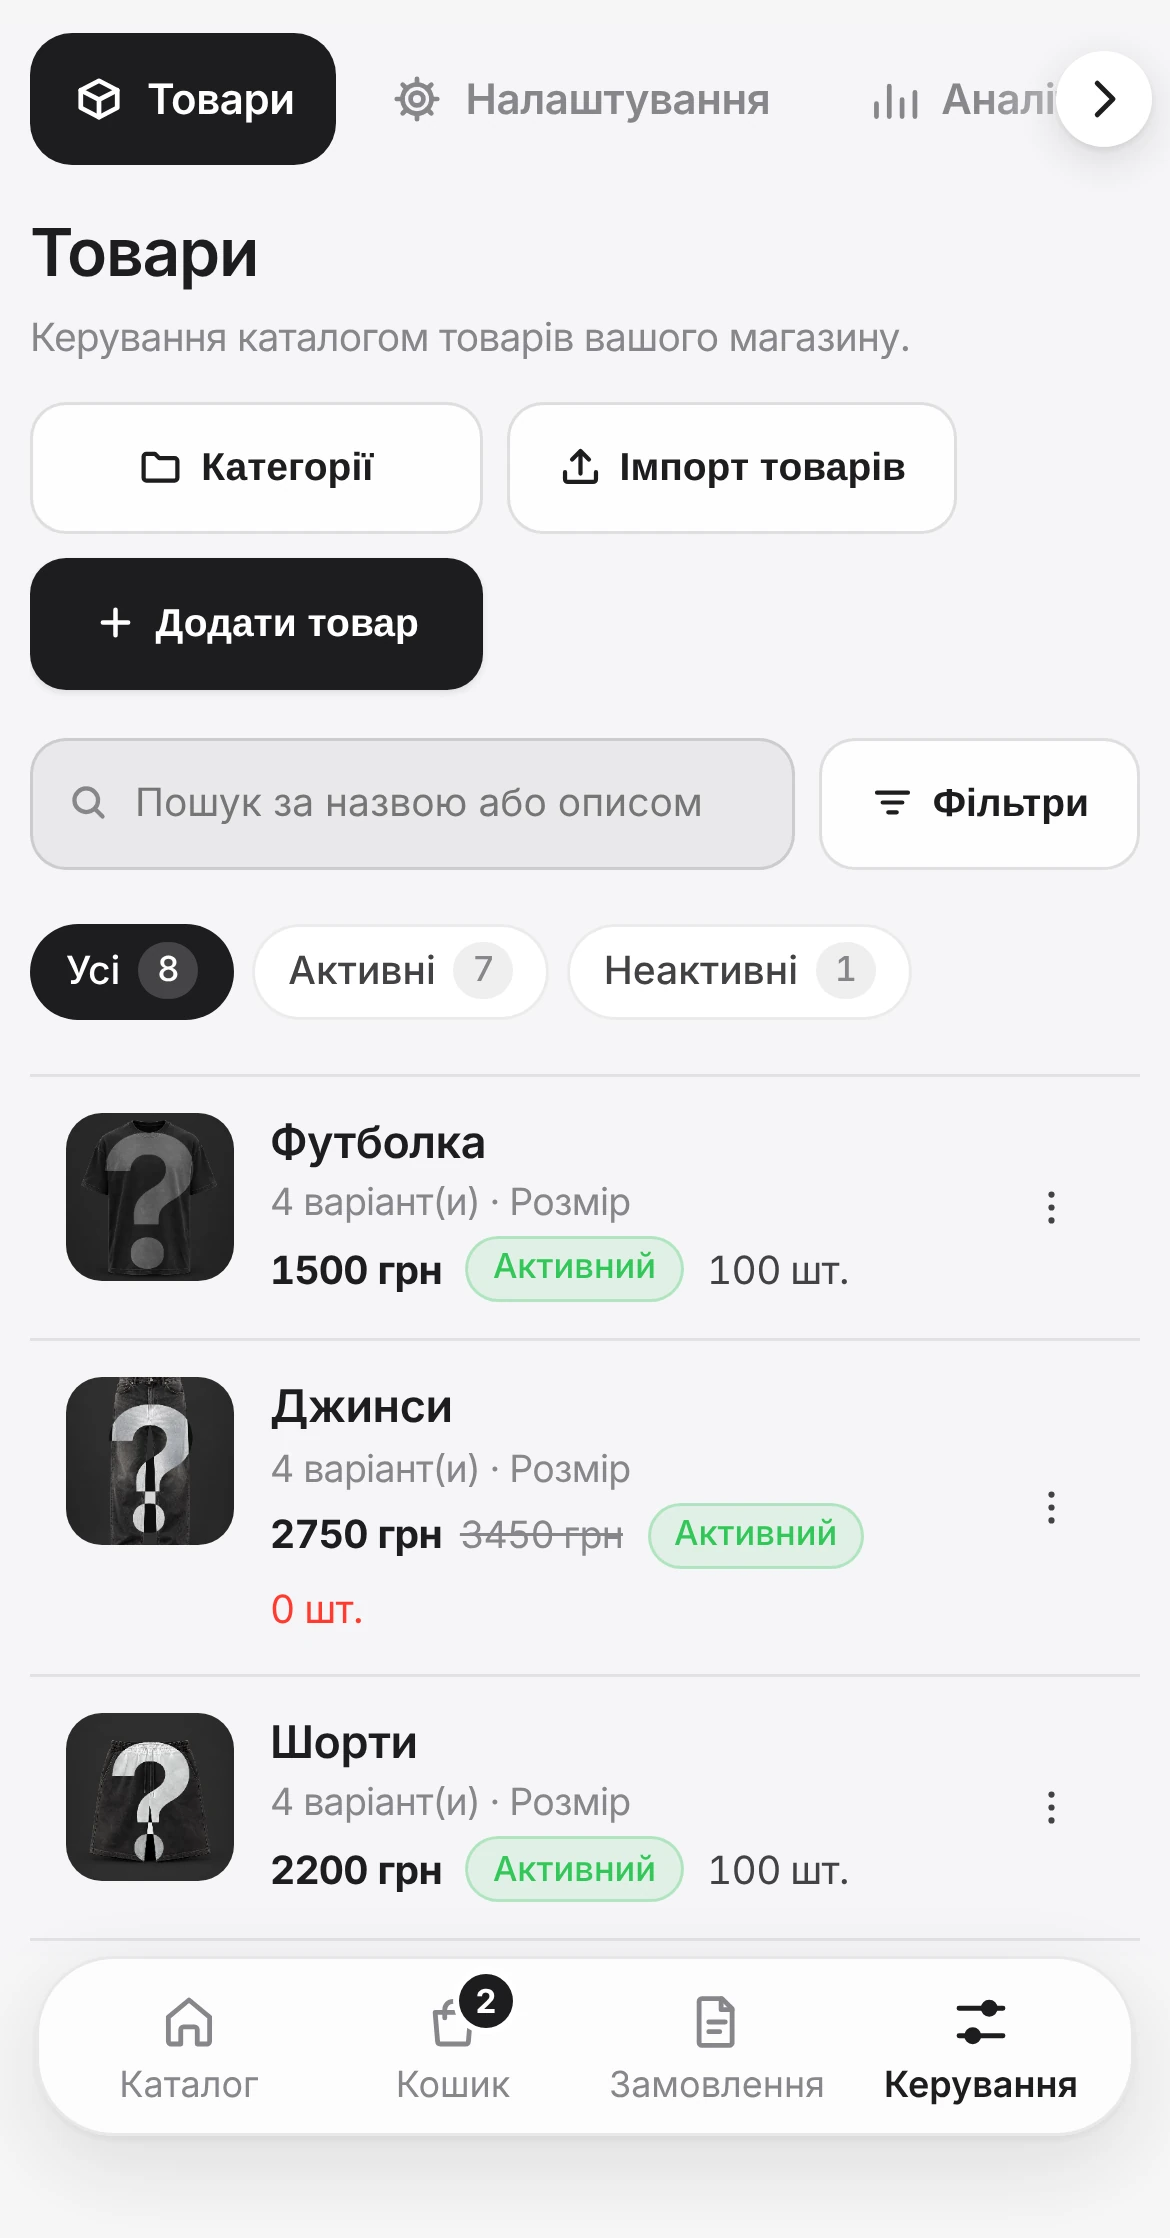 Товари Налаштування Аналі
Товари
Керування каталогом товарів вашого магазину.
Категорії Імпорт товарів
Додати товар
Пошук за назвою або описом Фільтри
Усі 8 Активні 7 Неактивні 1
Футболка
4 варіант(и) · Розмір
1500 грн Активний 100 шт.
Джинси
4 варіант(и) · Розмір
2750 грн 3450 грн Активний
0 шт.
Шорти
4 варіант(и) · Розмір
2200 грн Активний 100 шт.
2
Каталог Кошик Замовлення Керування